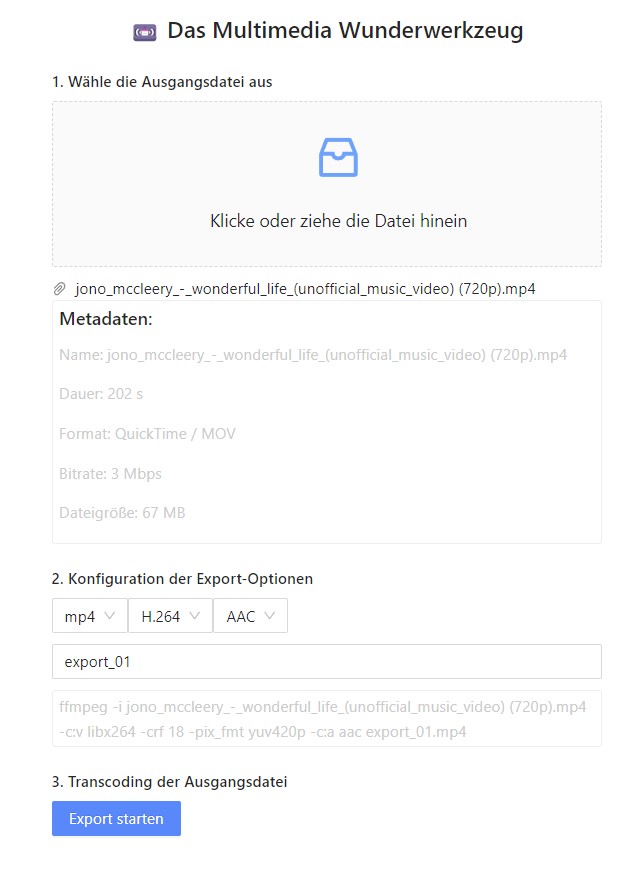 Das Multimedia Wunderwerkzeug
1. Wähle die Ausgangsdatei aus
Klicke oder ziehe die Datei hinein
jono_mccleery_-_wonderful_life_(unofficial_music_video) (720p).mp4
Metadaten:
Name: jono_mccleery_-_wonderful_life_(unofficial_music_video) (720p).mp4
Dauer: 202 s
Format: QuickTime / MOV
Bitrate: 3 Mbps
Dateigröße: 67 MB
2. Konfiguration der Export-Optionen
mp4 H.264 AAC
export_01
ffmpeg -i jono_mccleery_-_wonderful_life_(unofficial_music_video) (720p).mp4
-c:v libx264 -crf 18 -pix_fmt yuv420p -c:a aac export_01.mp4
3. Transcoding der Ausgangsdatei
Export starten